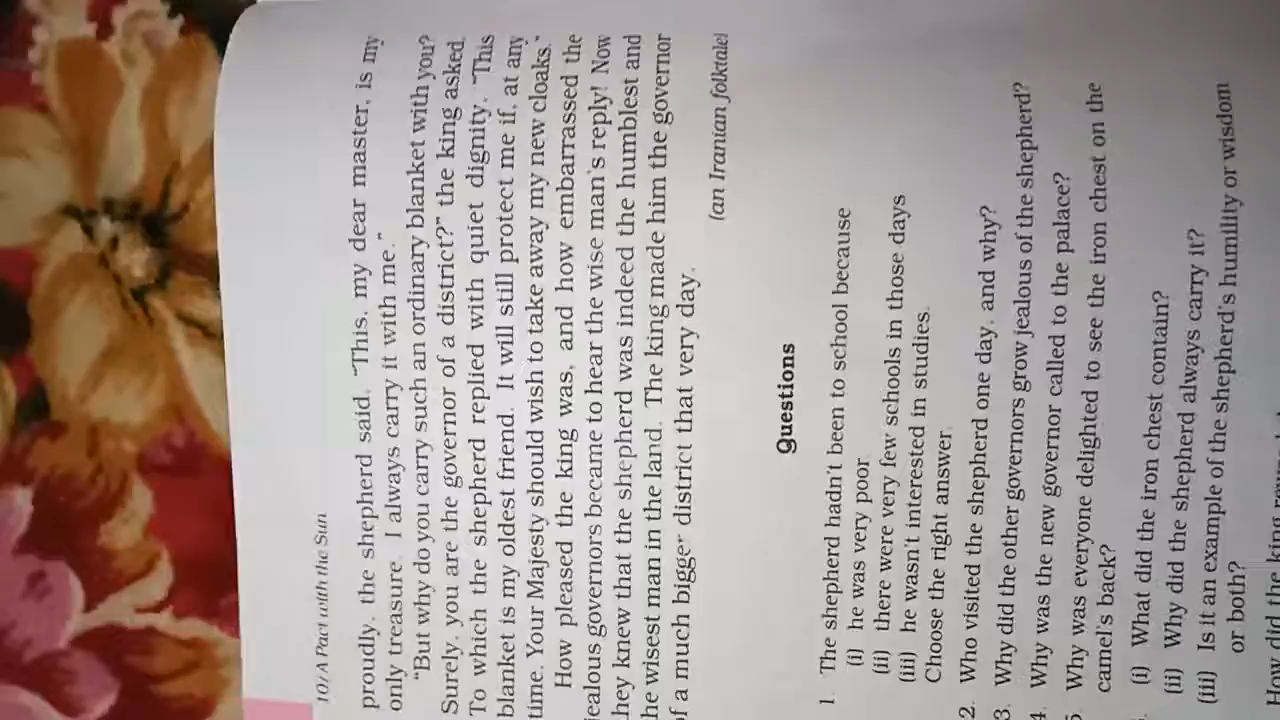 10/A Pact with the Sun
proudly, the shepherd said. "This, my dear master, is my
only treasure. I always carry it with me."
"But why do you carry such an ordinary blanket with you?
Surely, you are the governor of a district?" the king asked.
To which the shepherd replied with quiet dignity, "This
blanket is my oldest friend. It will still protect me if, at any
time, Your Majesty should wish to take away my new cloaks."
How pleased the king was, and how embarrassed the
jealous governors became to hear the wise man's reply! Now
they knew that the shepherd was indeed the humblest and
the wisest man in the land. The king made him the governor
of a much bigger district that very day.
(an Iranian folktale)
Questions
1. The shepherd hadn't been to school because
(i) he was very poor.
(ii) there were very few schools in those days
(iii) he wasn't interested in studies.
Choose the right answer.
2. Who visited the shepherd one day, and why?
3. Why did the other governors grow jealous of the shepherd?
4. Why was the new governor called to the palace?
5. Why was everyone delighted to see the iron chest on the
camel's back?
(i) What did the iron chest contain?
(ii) Why did the shepherd always carry it?
(iii) Is it an example of the shepherd's humility or wisdom
or both?
How did the king